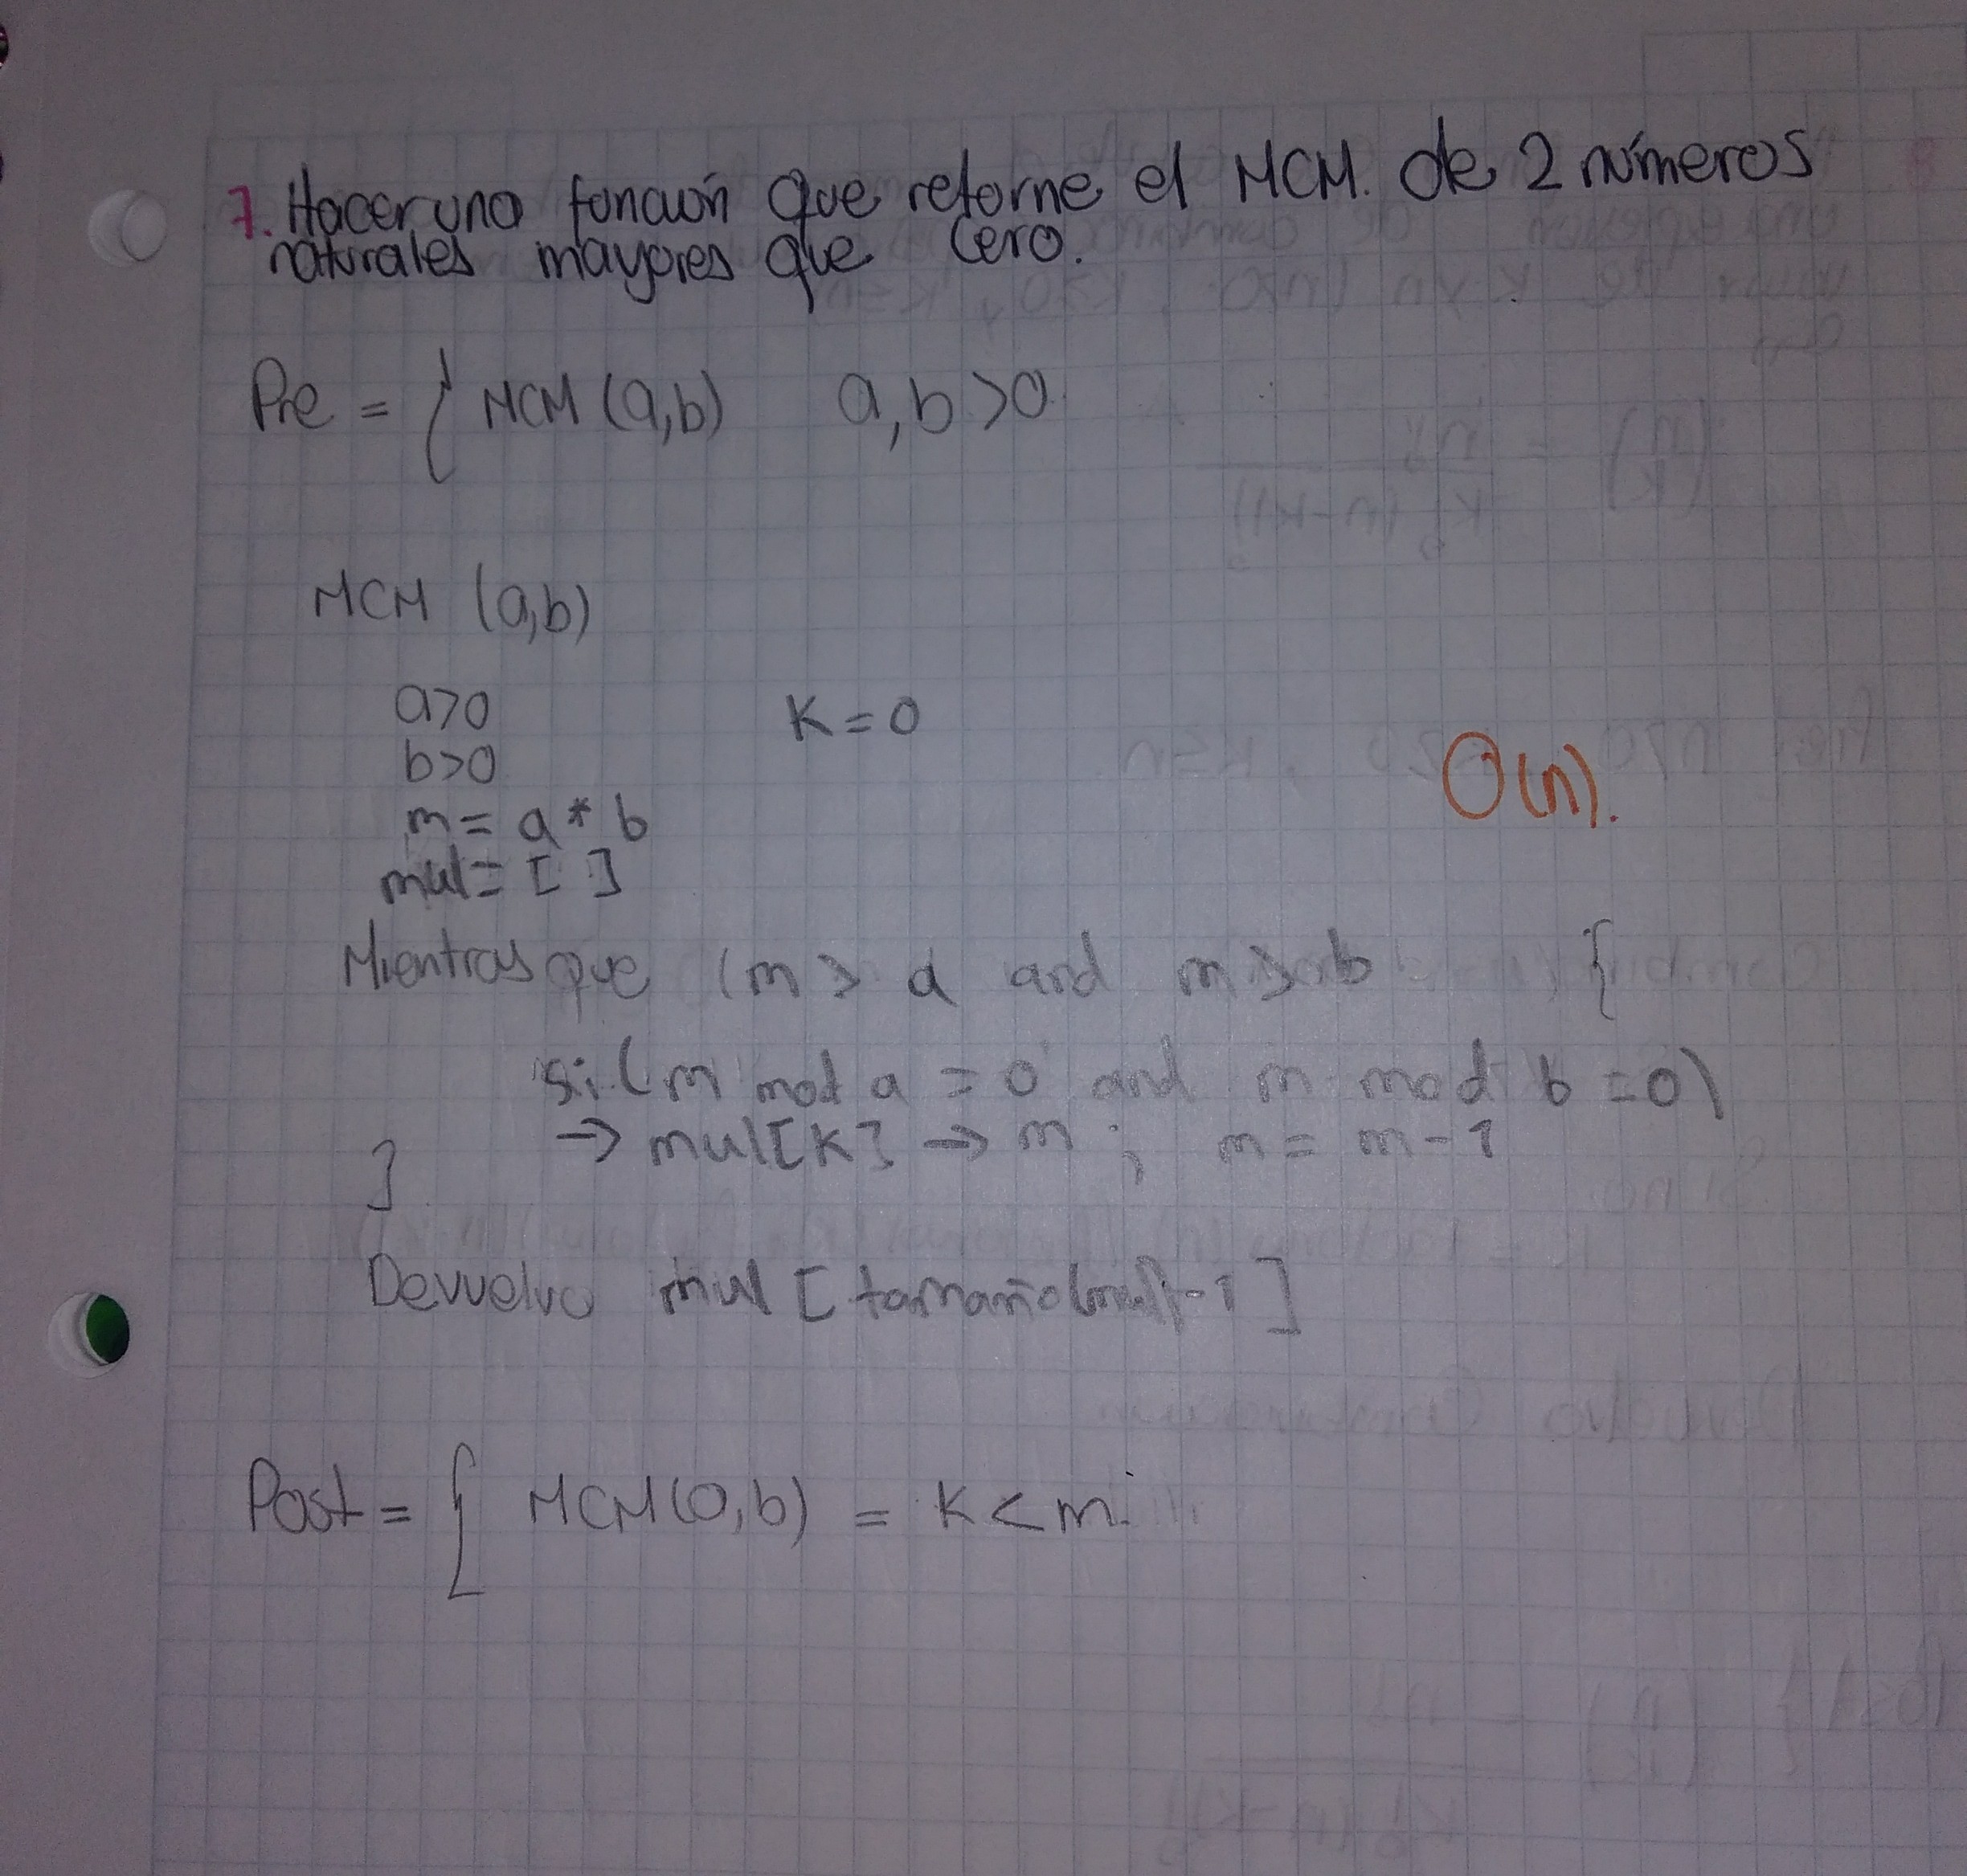 7. Hacer una función que retorne el MCM. de 2 números
naturales mayores que cero.
Pre = { MCM (a,b) a,b >0
MCM (a,b)
a>0 K=0
b>0
O(n).
m= a * b
mul= [ ]
Mientras que (m > a and m > b {
si (m mod a = 0 and m mod b =0)
→ mul[K] → m ; m = m-1
}
Devuelva mul [tamaño(mul)-1]
Post = { MCM(a,b) = K < m.